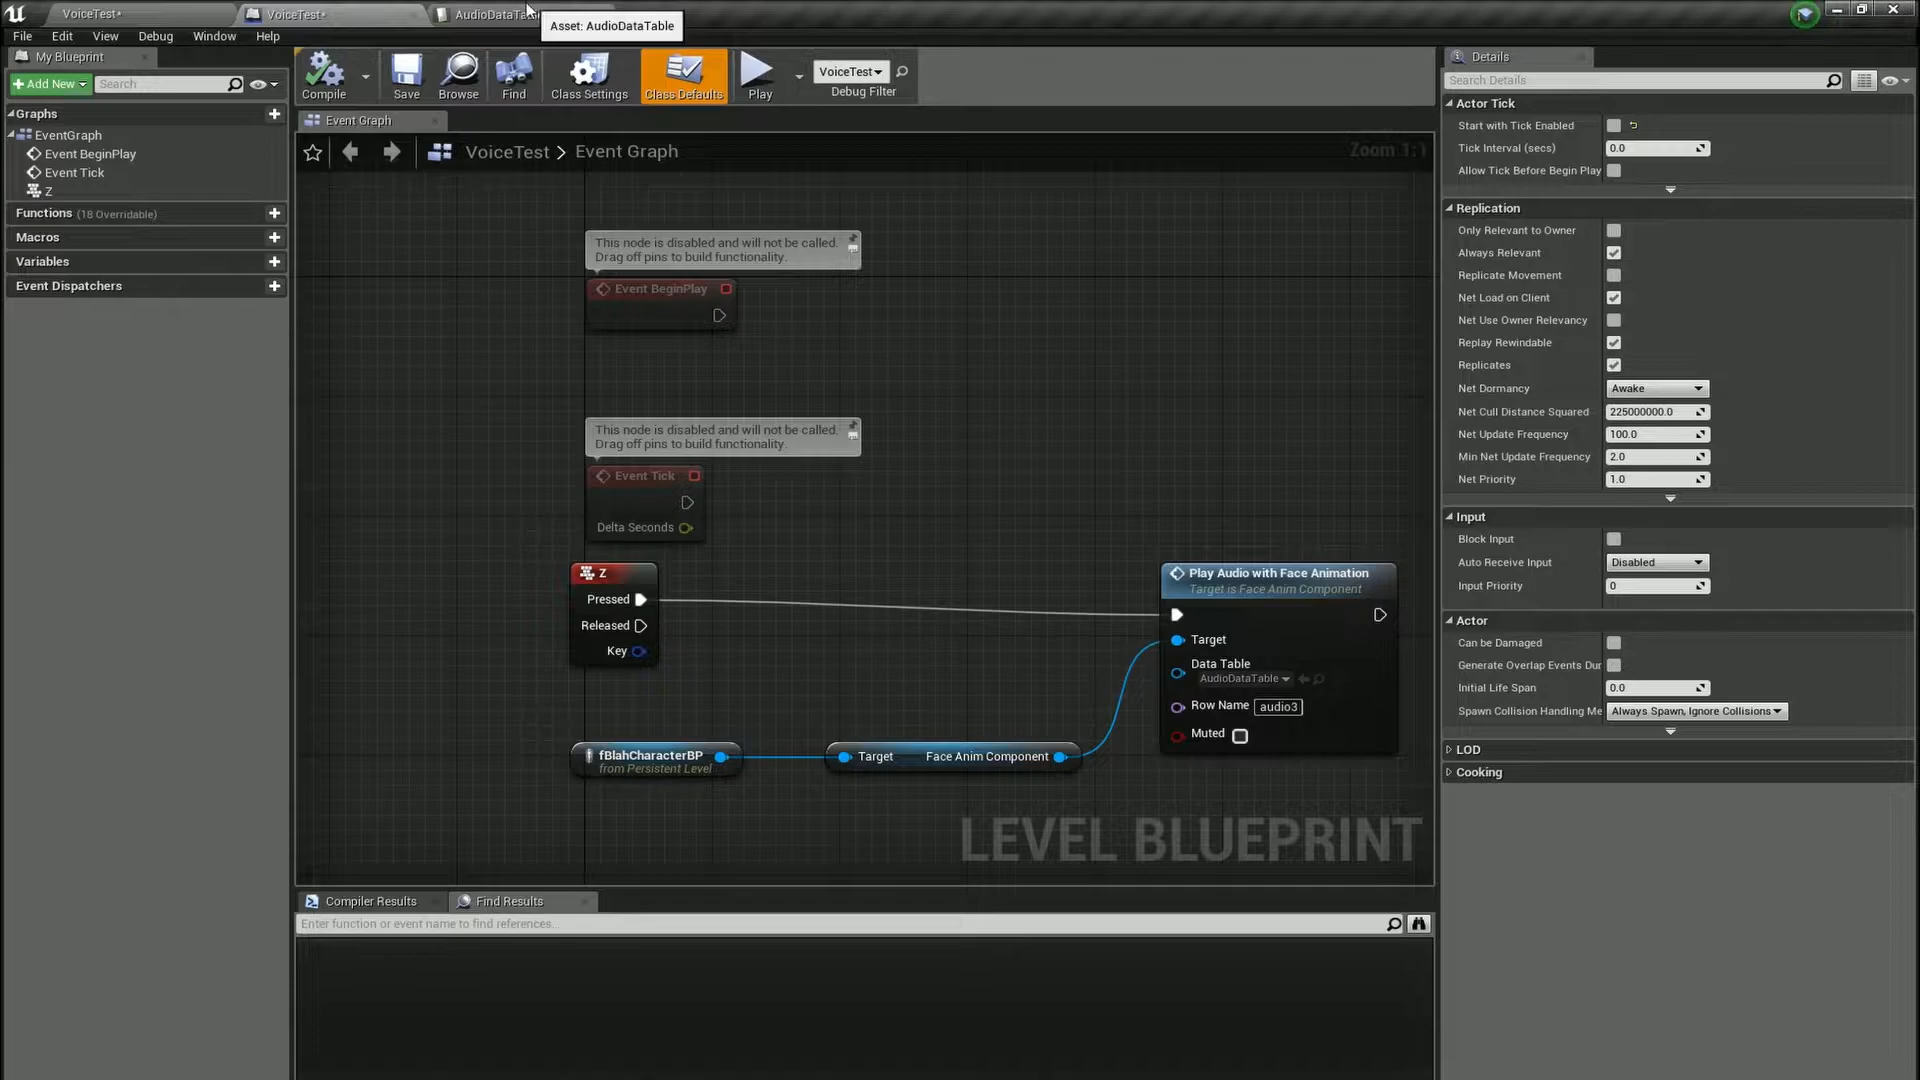 VoiceTest*
VoiceTest*
AudioDataTa
Asset: AudioDataTable
File
Edit
View
Debug
Window
Help
My Blueprint
Add New
Search
Graphs
EventGraph
Event BeginPlay
Event Tick
Z
Functions (18 Overridable)
Macros
Variables
Event Dispatchers
Compile
Save
Browse
Find
Class Settings
Class Defaults
Play
VoiceTest
Debug Filter
Event Graph
VoiceTest > Event Graph
Zoom 1:1
This node is disabled and will not be called.
Drag off pins to build functionality.
Event BeginPlay
This node is disabled and will not be called.
Drag off pins to build functionality.
Event Tick
Delta Seconds
Z
Pressed
Released
Key
Play Audio with Face Animation
Target is Face Anim Component
Target
Data Table
AudioDataTable
Row Name audio3
Muted
fBlahCharacterBP
from Persistent Level
Target Face Anim Component
LEVEL BLUEPRINT
Compiler Results
Find Results
Enter function or event name to find references...
Details
Search Details
Actor Tick
Start with Tick Enabled
Tick Interval (secs) 0.0
Allow Tick Before Begin Play
Replication
Only Relevant to Owner
Always Relevant
Replicate Movement
Net Load on Client
Net Use Owner Relevancy
Replay Rewindable
Replicates
Net Dormancy Awake
Net Cull Distance Squared 225000000.0
Net Update Frequency 100.0
Min Net Update Frequency 2.0
Net Priority 1.0
Input
Block Input
Auto Receive Input Disabled
Input Priority 0
Actor
Can be Damaged
Generate Overlap Events Dur
Initial Life Span 0.0
Spawn Collision Handling Me Always Spawn, Ignore Collisions
LOD
Cooking